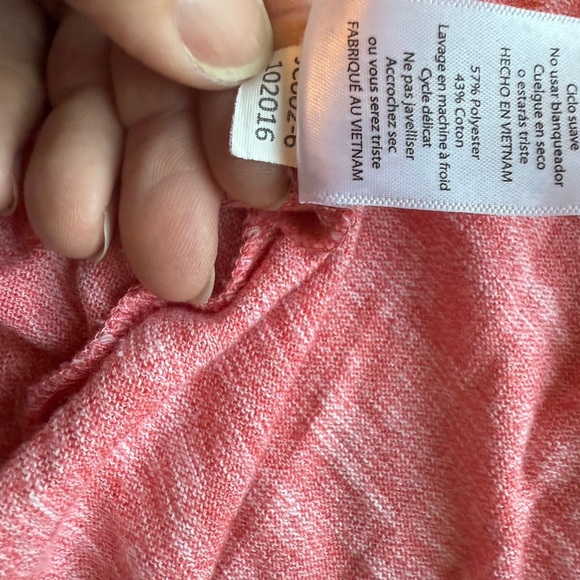 Ciclo suave
No usar blanqueador
Cuelgue en seco
o estarás triste
HECHO EN VIETNAM
57% Polyester
43% Coton
Lavage en machine à froid
Cycle délicat
Ne pas javelliser
Accrochez sec
ou vous serez triste
FABRIQUÉ AU VIETNAM
102016